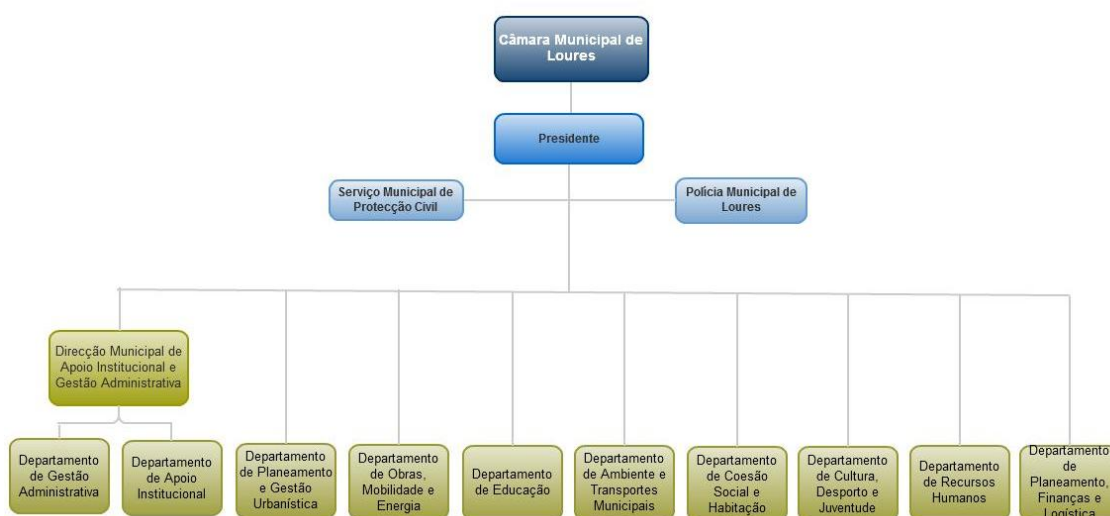 Câmara Municipal de
Loures
Presidente
Serviço Municipal de
Protecção Civil
Polícia Municipal de
Loures
Direcção Municipal de
Apoio Institucional e
Gestão Administrativa
Departamento
de Gestão
Administrativa
Departamento
de Apoio
Institucional
Departamento
de Planeamento
e Gestão
Urbanística
Departamento
de Obras,
Mobilidade e
Energia
Departamento
de Educação
Departamento
de Ambiente e
Transportes
Municipais
Departamento
de Coesão
Social e
Habitação
Departamento
de Cultura,
Desporto e
Juventude
Departamento
de Recursos
Humanos
Departamento
de
Planeamento,
Finanças e
Logística